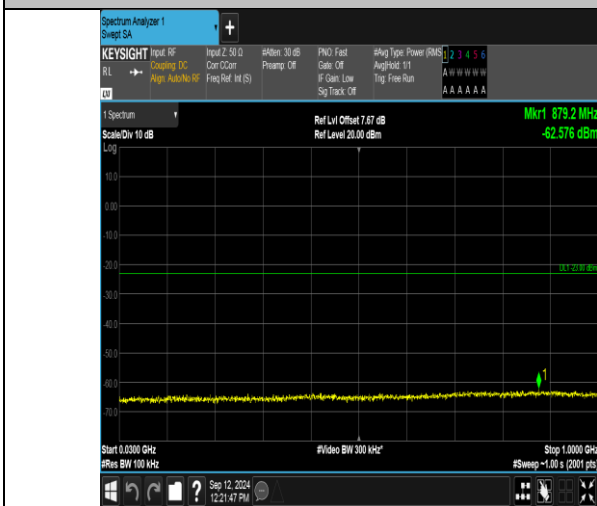 Spectrum Analyzer 1
Swept SA
+
KEYSIGHT
RL
Input: RF
Coupling: DC
Align: Auto/No RF
Input Z: 50 Ω
Corr CCorr
Freq Ref: Int (S)
#Atten: 30 dB
Preamp: Off
PNO: Fast
Gate: Off
IF Gain: Low
Sig Track: Off
#Avg Type: Power (RMS
Avg|Hold: 1/1
Trig: Free Run
1 2 3 4 5 6
A W W W W W
A A A A A A
1 Spectrum
Scale/Div 10 dB
Log
Ref Lvl Offset 7.67 dB
Ref Level 20.00 dBm
Mkr1 879.2 MHz
-62.576 dBm
10.0
0.00
-10.0
-20.0
DL1 -23.00 dBm
-30.0
-40.0
-50.0
-60.0
-70.0
1
Start 0.0300 GHz
#Res BW 100 kHz
#Video BW 300 kHz*
Stop 1.0000 GHz
#Sweep ~1.00 s (2001 pts)
?
Sep 12, 2024
12:21:47 PM